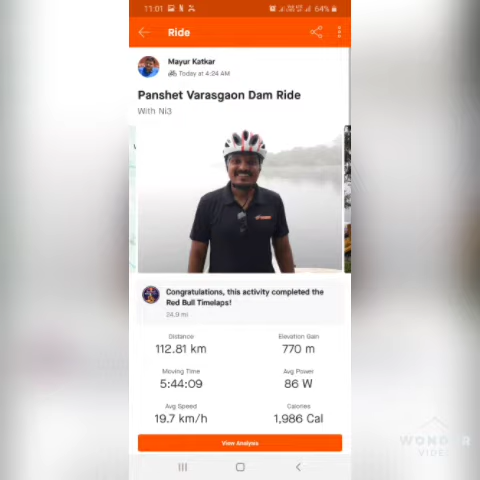 11:01
64%
Ride
Mayur Katkar
Today at 4:24 AM
Panshet Varasgaon Dam Ride
With Ni3
Congratulations, this activity completed the
Red Bull Timelaps!
24.9 mi
Distance
Elevation Gain
112.81 km
770 m
Moving Time
Avg Power
5:44:09
86 W
Avg Speed
Calories
19.7 km/h
1,986 Cal
View Analysis
WONDER
VIDEO